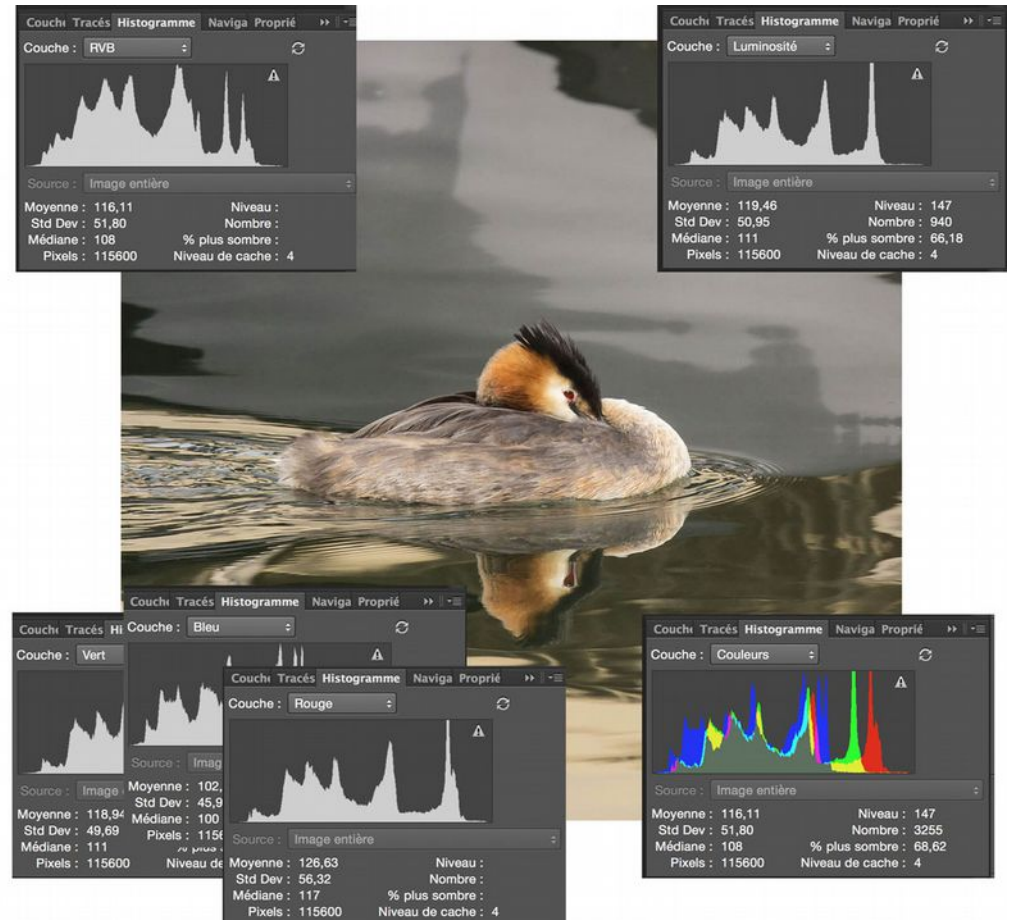 Couch Tracés Histogramme Naviga Proprié
Couche : RVB
Source : Image entière
Moyenne : 116,11 Niveau :
Std Dev : 51,80 Nombre :
Médiane : 108 % plus sombre :
Pixels : 115600 Niveau de cache : 4
Couch Tracés Histogramme Naviga Proprié
Couche : Luminosité
Source : Image entière
Moyenne : 119,46 Niveau : 147
Std Dev : 50,95 Nombre : 940
Médiane : 111 % plus sombre : 66,18
Pixels : 115600 Niveau de cache : 4
Couch Tracés Hi
Couche : Vert
Source : Image
Moyenne : 118,94
Std Dev : 49,69
Médiane : 111
Pixels : 115600
Couch Tracés Histogramme Naviga Proprié
Couche : Bleu
Source : Imag
Moyenne : 102,
Std Dev : 45,9
Médiane : 100
Pixels : 1156
Niveau de
Couch Tracés Histogramme Naviga Proprié
Couche : Rouge
Source : Image entière
Moyenne : 126,63 Niveau :
Std Dev : 56,32 Nombre :
Médiane : 117 % plus sombre :
Pixels : 115600 Niveau de cache : 4
Couch Tracés Histogramme Naviga Proprié
Couche : Couleurs
Source : Image entière
Moyenne : 116,11 Niveau : 147
Std Dev : 51,80 Nombre : 3255
Médiane : 108 % plus sombre : 68,62
Pixels : 115600 Niveau de cache : 4